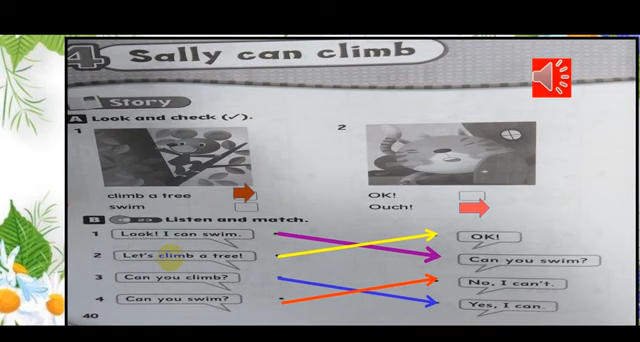 4 Sally can climb
Story
A Look and check (✓).
1
2
climb a tree
swim
OK!
Ouch!
B 23 Listen and match.
1 Look! I can swim.
OK!
2 Let's climb a tree!
Can you swim?
3 Can you climb?
No, I can't.
4 Can you swim?
Yes, I can.
40